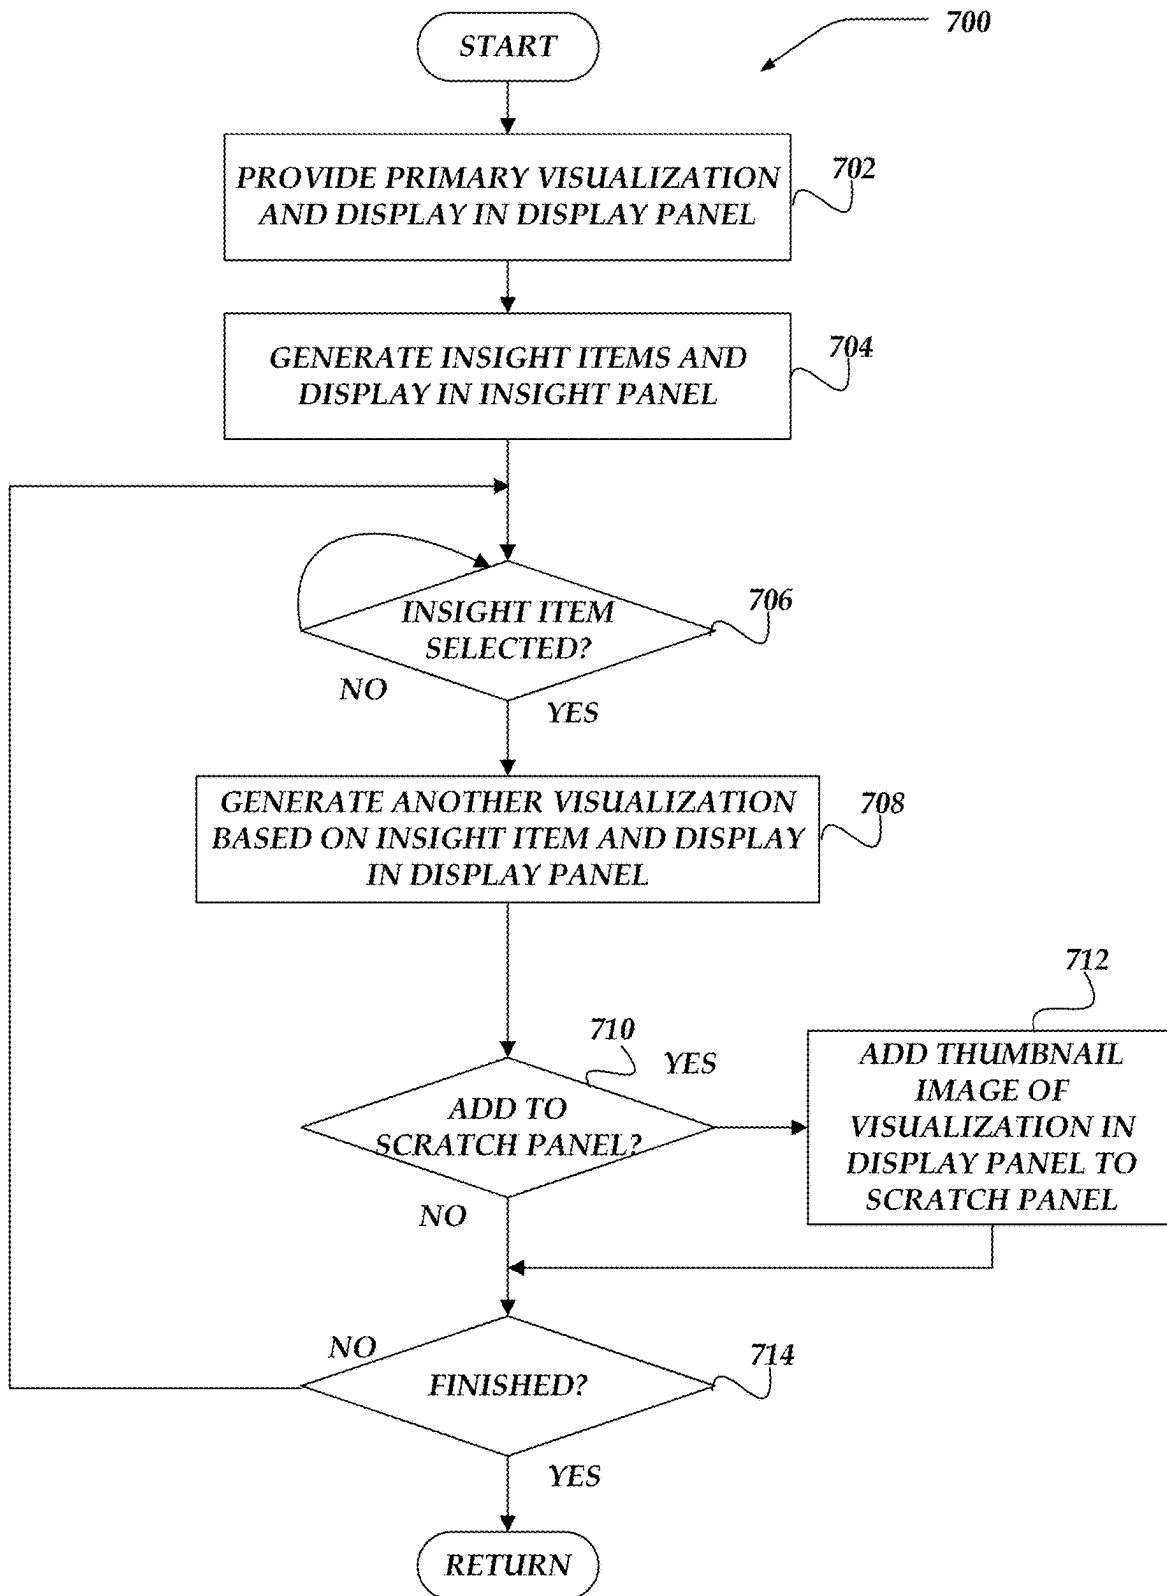 START
700
PROVIDE PRIMARY VISUALIZATION
AND DISPLAY IN DISPLAY PANEL
702
GENERATE INSIGHT ITEMS AND
DISPLAY IN INSIGHT PANEL
704
INSIGHT ITEM
SELECTED?
706
NO
YES
GENERATE ANOTHER VISUALIZATION
BASED ON INSIGHT ITEM AND DISPLAY
IN DISPLAY PANEL
708
710
YES
ADD TO
SCRATCH PANEL?
NO
712
ADD THUMBNAIL
IMAGE OF
VISUALIZATION IN
DISPLAY PANEL TO
SCRATCH PANEL
NO
FINISHED?
714
YES
RETURN